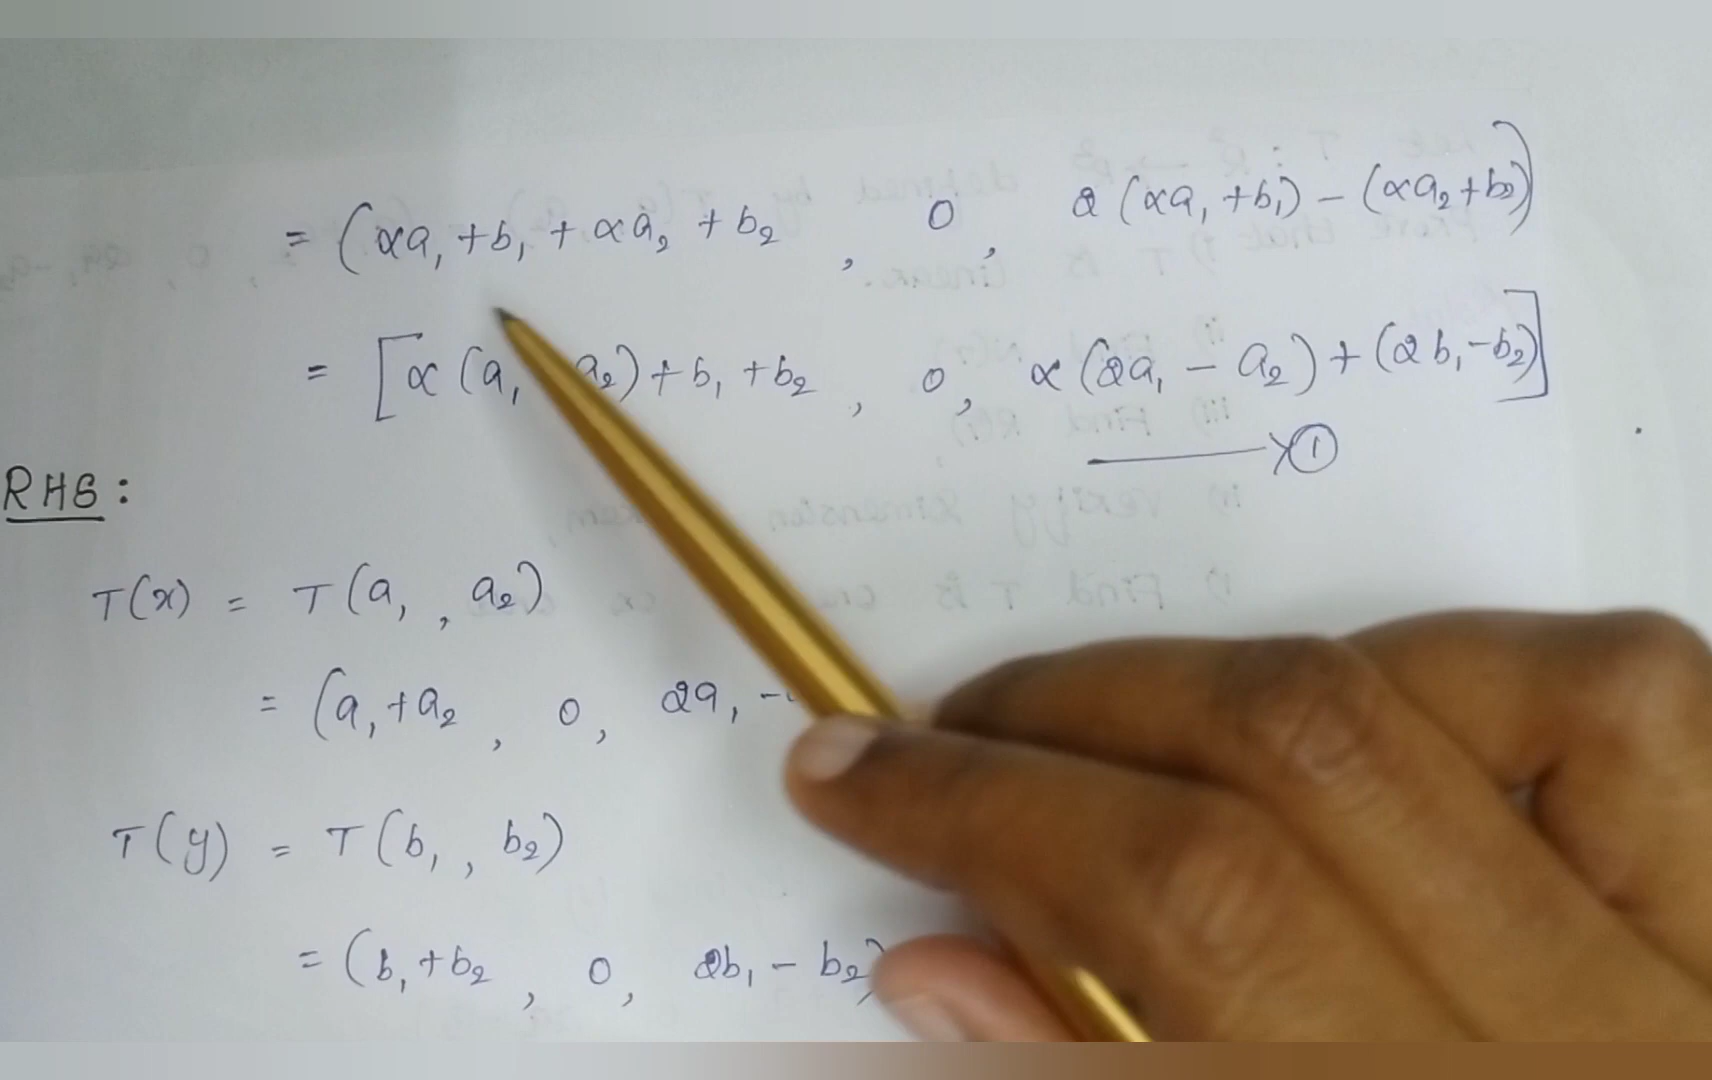 = (αa₁ + b₁ + αa₂ + b₂ , 0 , 2(αa₁ + b₁) − (αa₂ + b₂))
= [α(a₁ a₂) + b₁ + b₂ , 0 , α(2a₁ − a₂) + (2b₁ − b₂)]
①
RHS :
T(x) = T(a₁ , a₂)
= (a₁ + a₂ , 0 , 2a₁ −
T(y) = T(b₁ , b₂)
= (b₁ + b₂ , 0 , 2b₁ − b₂)